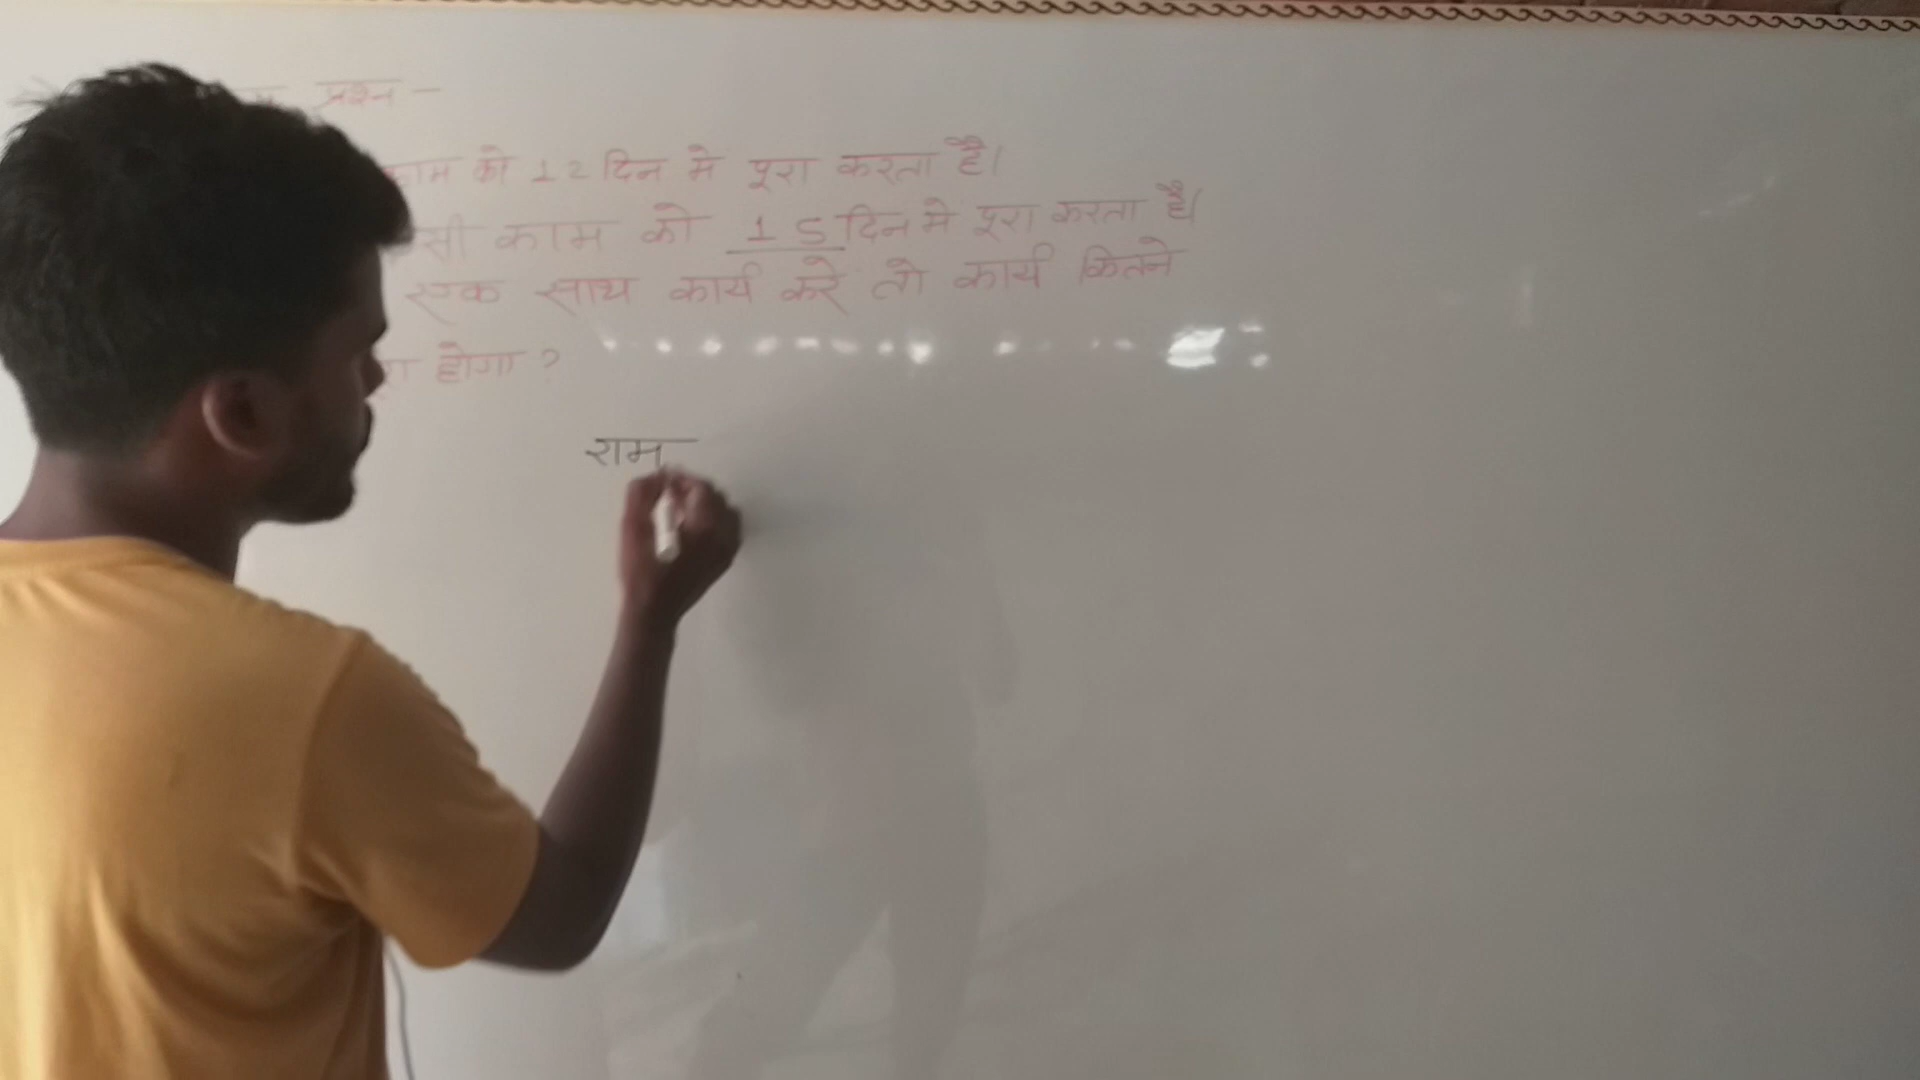 प्रश्न -
काम को 12 दिन मे पूरा करता है।
सी काम को 15 दिन मे पूरा करता है।
एक साथ कार्य करे तो कार्य कितने
होगा ?
राम